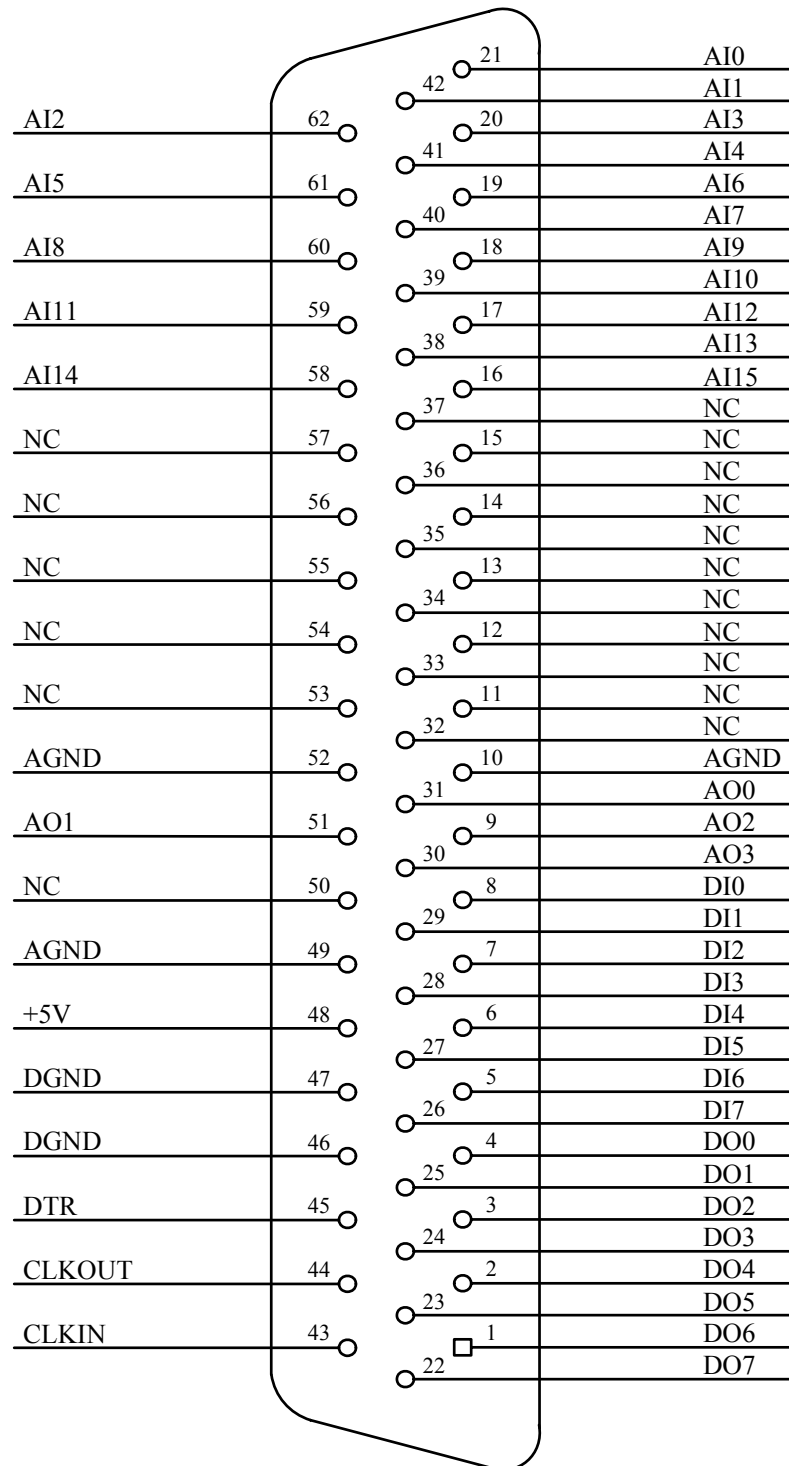 21 AI0
42 AI1
AI2 62 20 AI3
41 AI4
AI5 61 19 AI6
40 AI7
AI8 60 18 AI9
39 AI10
AI11 59 17 AI12
38 AI13
AI14 58 16 AI15
37 NC
NC 57 15 NC
36 NC
NC 56 14 NC
35 NC
NC 55 13 NC
34 NC
NC 54 12 NC
33 NC
NC 53 11 NC
32 NC
AGND 52 10 AGND
31 AO0
AO1 51 9 AO2
30 AO3
NC 50 8 DI0
29 DI1
AGND 49 7 DI2
28 DI3
+5V 48 6 DI4
27 DI5
DGND 47 5 DI6
26 DI7
DGND 46 4 DO0
25 DO1
DTR 45 3 DO2
24 DO3
CLKOUT 44 2 DO4
23 DO5
CLKIN 43 1 DO6
22 DO7